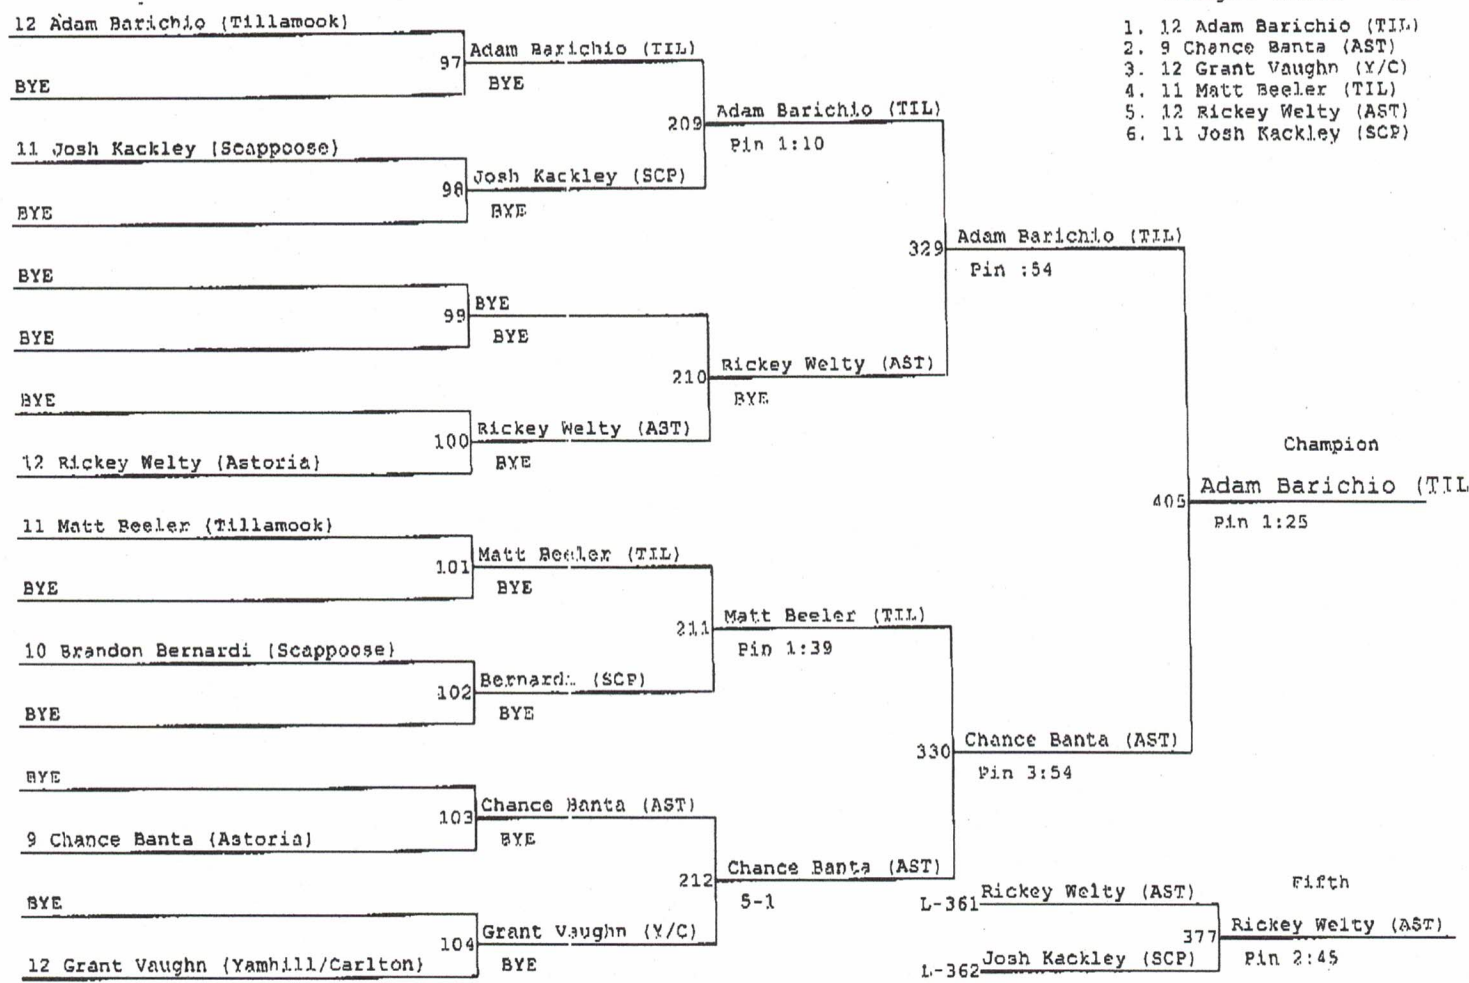 12 Adam Barichio (Tillamook)
97
Adam Barichio (TIL)
BYE
BYE
209
Adam Barichio (TIL)
Pin 1:10
11 Josh Kackley (Scappoose)
98
Josh Kackley (SCP)
BYE
BYE
329
Adam Barichio (TIL)
Pin :54
BYE
99
BYE
BYE
BYE
210
Rickey Welty (AST)
BYE
BYE
100
Rickey Welty (AST)
12 Rickey Welty (Astoria)
BYE
405
Champion
Adam Barichio (TIL
Pin 1:25
11 Matt Beeler (Tillamook)
101
Matt Beeler (TIL)
BYE
BYE
211
Matt Beeler (TIL)
Pin 1:39
10 Brandon Bernardi (Scappoose)
102
Bernardi (SCP)
BYE
BYE
330
Chance Banta (AST)
Pin 3:54
BYE
103
Chance Banta (AST)
9 Chance Banta (Astoria)
BYE
212
Chance Banta (AST)
5-1
BYE
104
Grant Vaughn (Y/C)
12 Grant Vaughn (Yamhill/Carlton)
BYE
1. 12 Adam Barichio (TIL)
2. 9 Chance Banta (AST)
3. 12 Grant Vaughn (Y/C)
4. 11 Matt Beeler (TIL)
5. 12 Rickey Welty (AST)
6. 11 Josh Kackley (SCP)
Fifth
L-361 Rickey Welty (AST)
377
Rickey Welty (AST)
L-362 Josh Kackley (SCP)
Pin 2:45